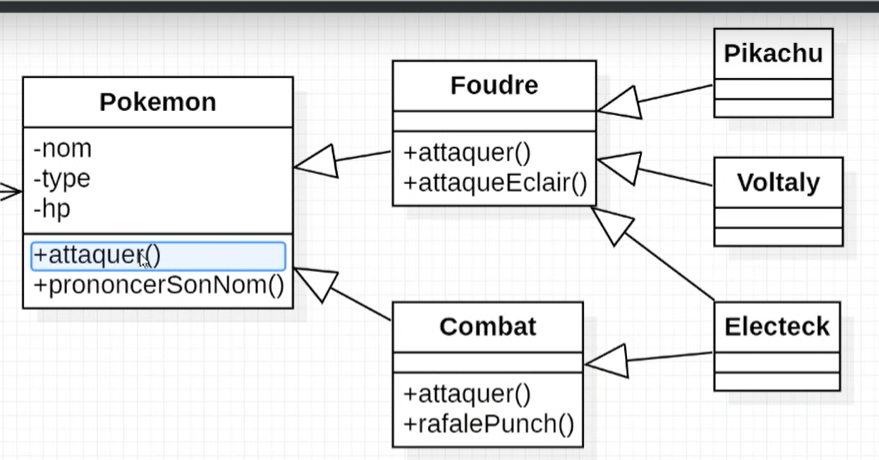 Pokemon
-nom
-type
-hp
+attaquer()
+prononcerSonNom()
Foudre
+attaquer()
+attaqueEclair()
Combat
+attaquer()
+rafalePunch()
Pikachu
Voltaly
Electeck